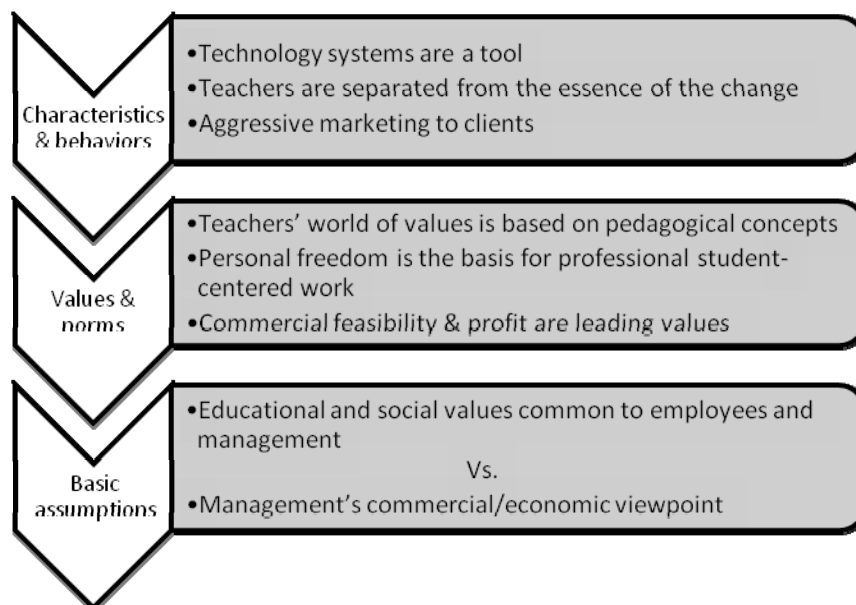 Characteristics
& behaviors
•Technology systems are a tool
•Teachers are separated from the essence of the change
•Aggressive marketing to clients
Values &
norms
•Teachers’ world of values is based on pedagogical concepts
•Personal freedom is the basis for professional student-
centered work
•Commercial feasibility & profit are leading values
Basic
assumptions
•Educational and social values common to employees and
management
Vs.
•Management’s commercial/economic viewpoint